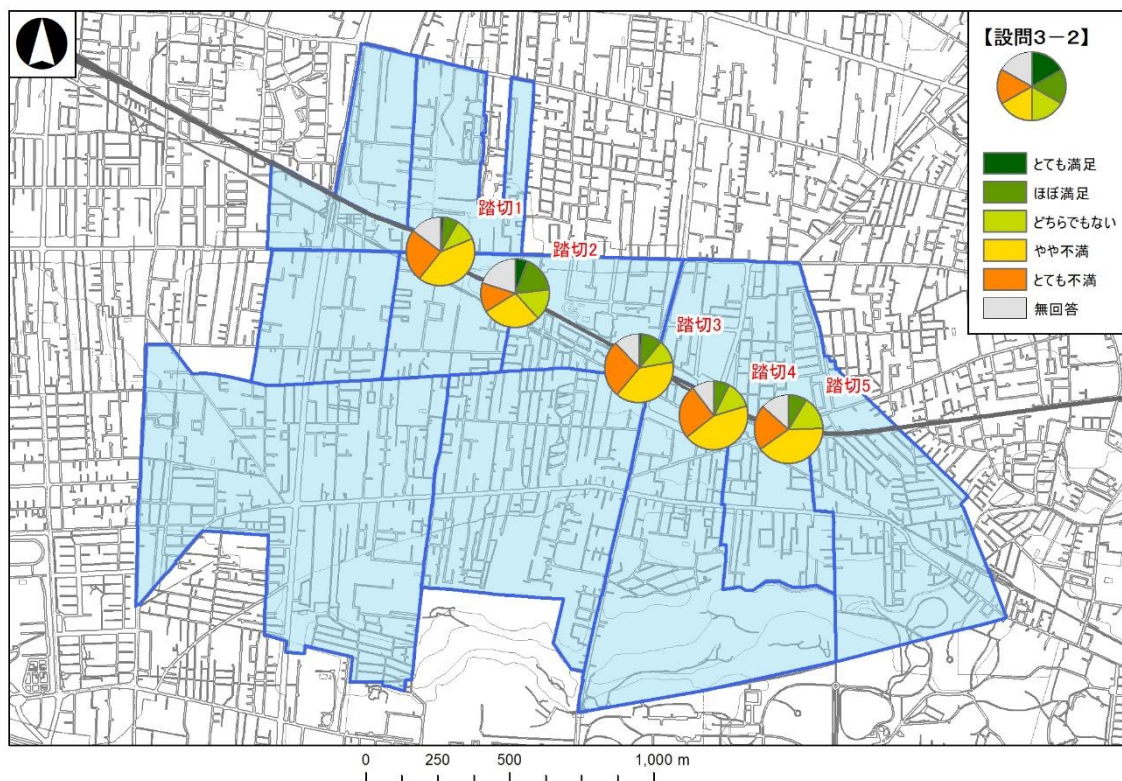 【設問3-2】
とても満足
ほぼ満足
どちらでもない
やや不満
とても不満
無回答
踏切1
踏切2
踏切3
踏切4
踏切5
0 250 500 1,000 m